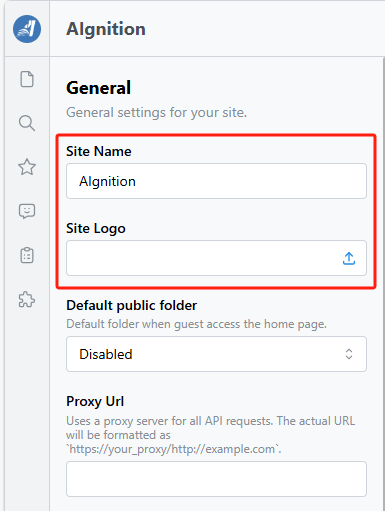 AIgnition
General
General settings for your site.
Site Name
AIgnition
Site Logo
Default public folder
Default folder when guest access the home page.
Disabled
Proxy Url
Uses a proxy server for all API requests. The actual URL
will be formatted as
`https://your_proxy/http://example.com`.